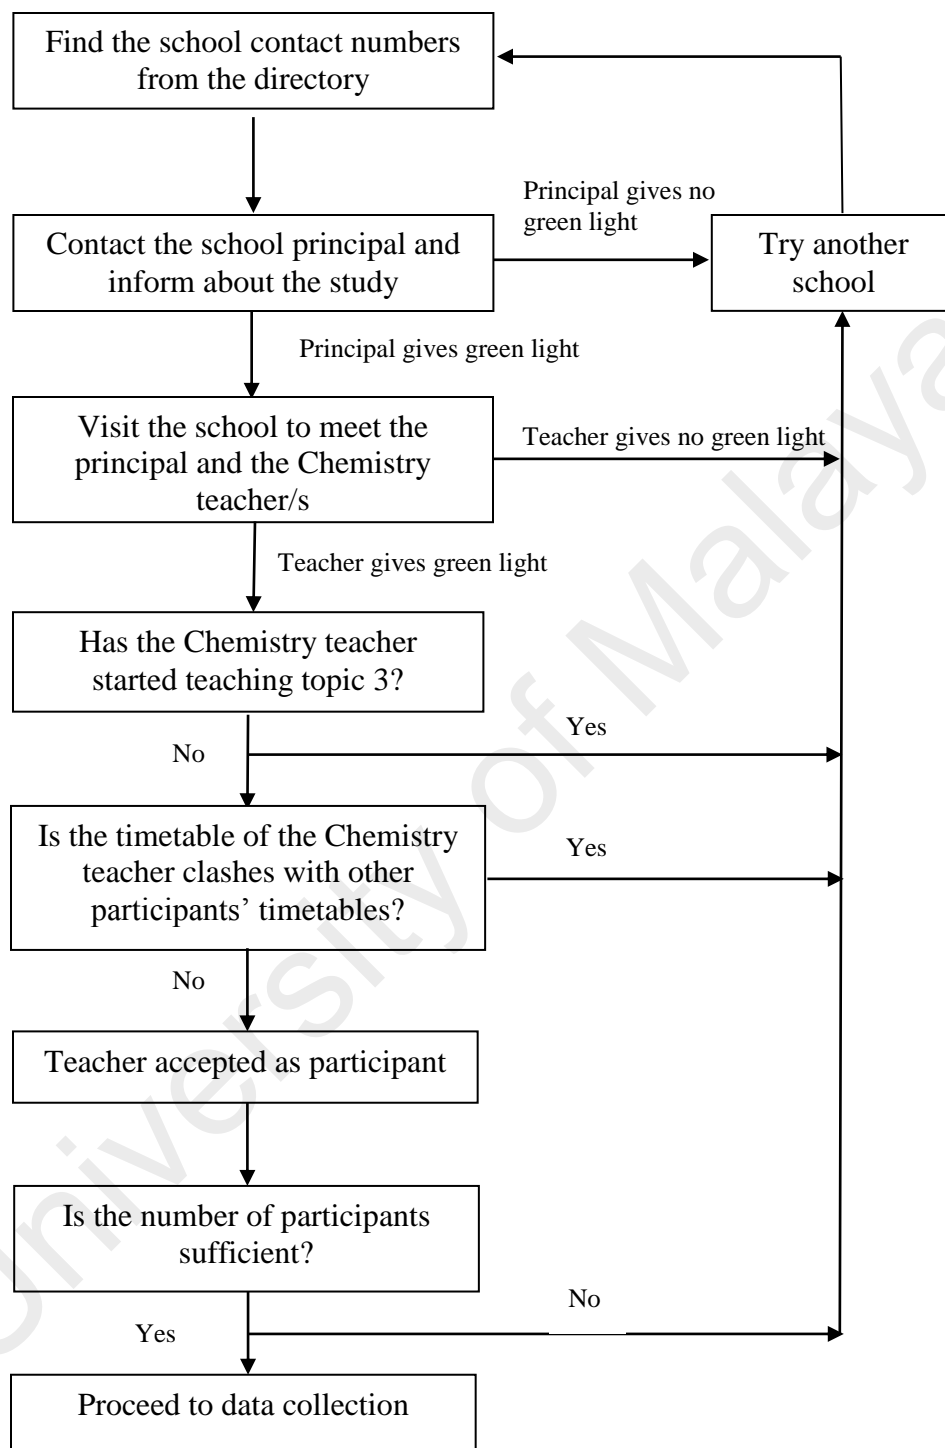 Find the school contact numbers
from the directory
Principal gives no
green light
Contact the school principal and
inform about the study
Try another
school
Principal gives green light
Visit the school to meet the
principal and the Chemistry
teacher/s
Teacher gives no green light
Teacher gives green light
Has the Chemistry teacher
started teaching topic 3?
Yes
No
Is the timetable of the Chemistry
teacher clashes with other
participants’ timetables?
Yes
No
Teacher accepted as participant
Is the number of participants
sufficient?
No
Yes
Proceed to data collection
University of Malaya